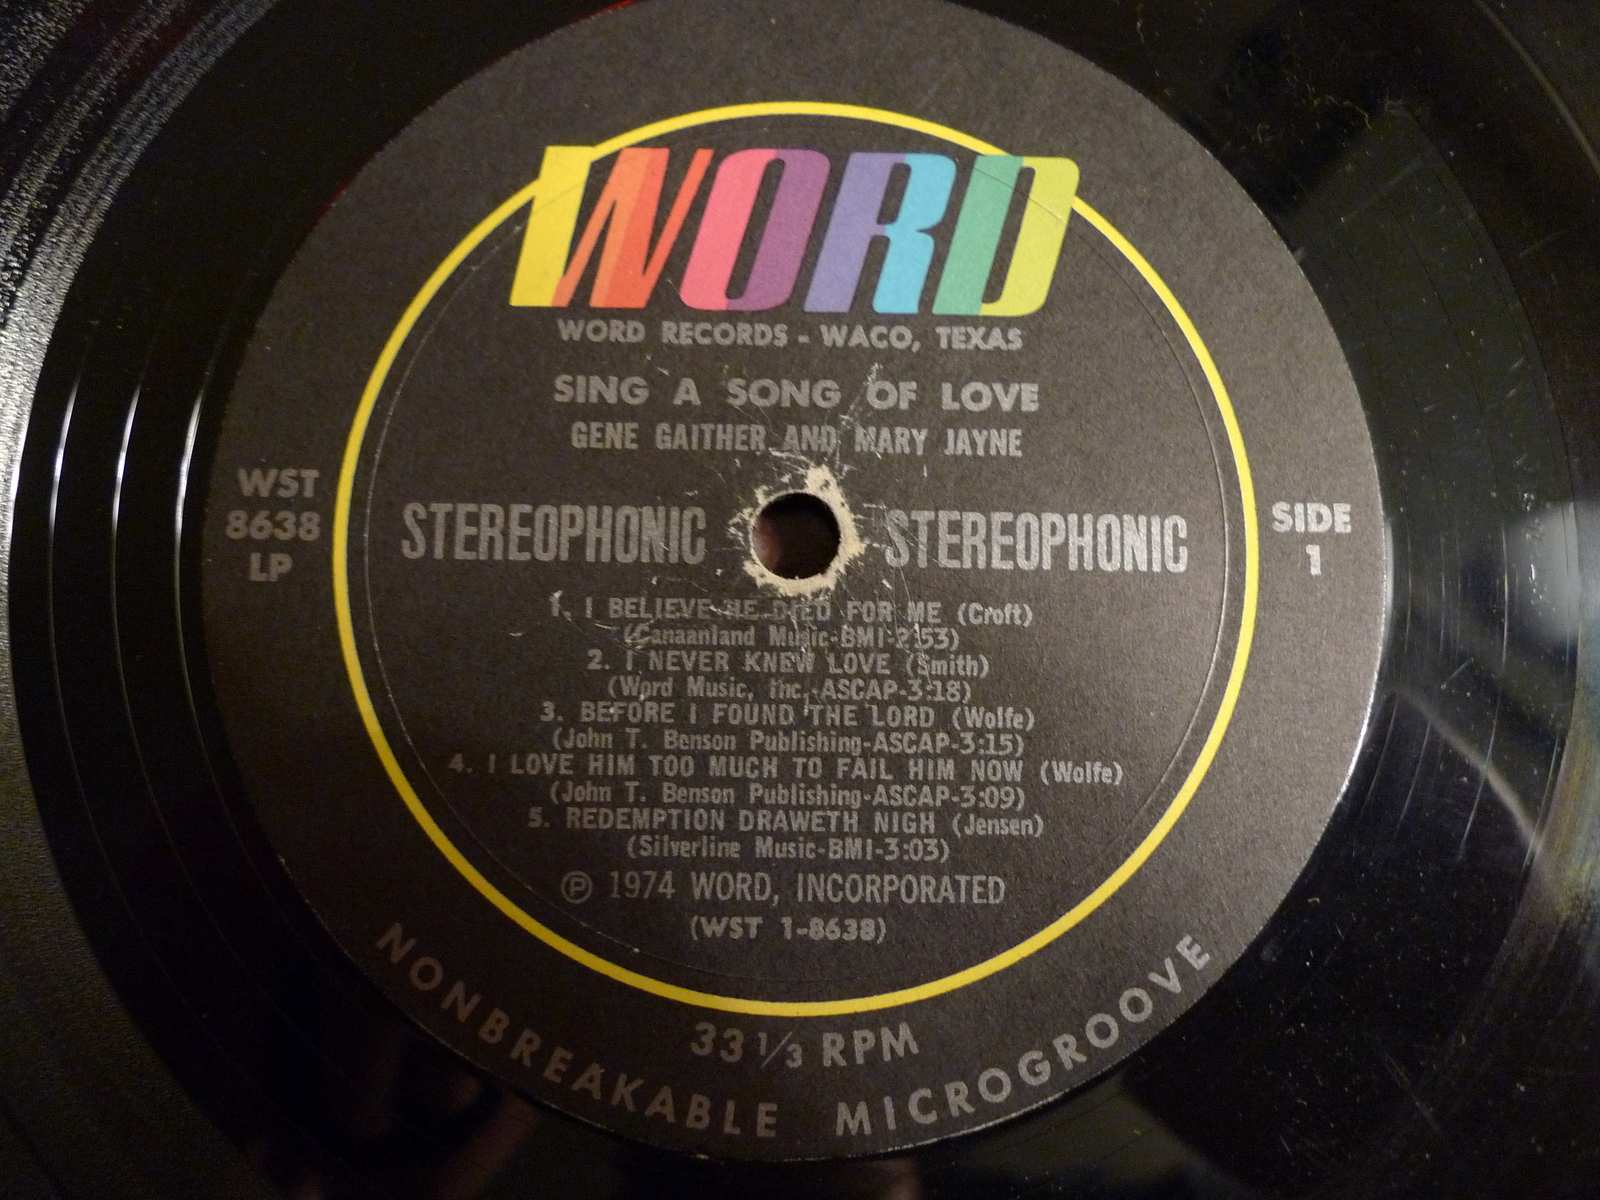 WORD
WORD RECORDS - WACO, TEXAS
SING A SONG OF LOVE
GENE GAITHER AND MARY JAYNE
WST
8638
LP
STEREOPHONIC STEREOPHONIC
SIDE
1
1. I BELIEVE HE DIED FOR ME (Croft)
(Canaanland Music-BMI-2:53)
2. I NEVER KNEW LOVE (Smith)
(Word Music, Inc.-ASCAP-3:18)
3. BEFORE I FOUND THE LORD (Wolfe)
(John T. Benson Publishing-ASCAP-3:15)
4. I LOVE HIM TOO MUCH TO FAIL HIM NOW (Wolfe)
(John T. Benson Publishing-ASCAP-3:09)
5. REDEMPTION DRAWETH NIGH (Jensen)
(Silverline Music-BMI-3:03)
℗ 1974 WORD, INCORPORATED
(WST 1-8638)
33 1/3 RPM
NONBREAKABLE MICROGROOVE